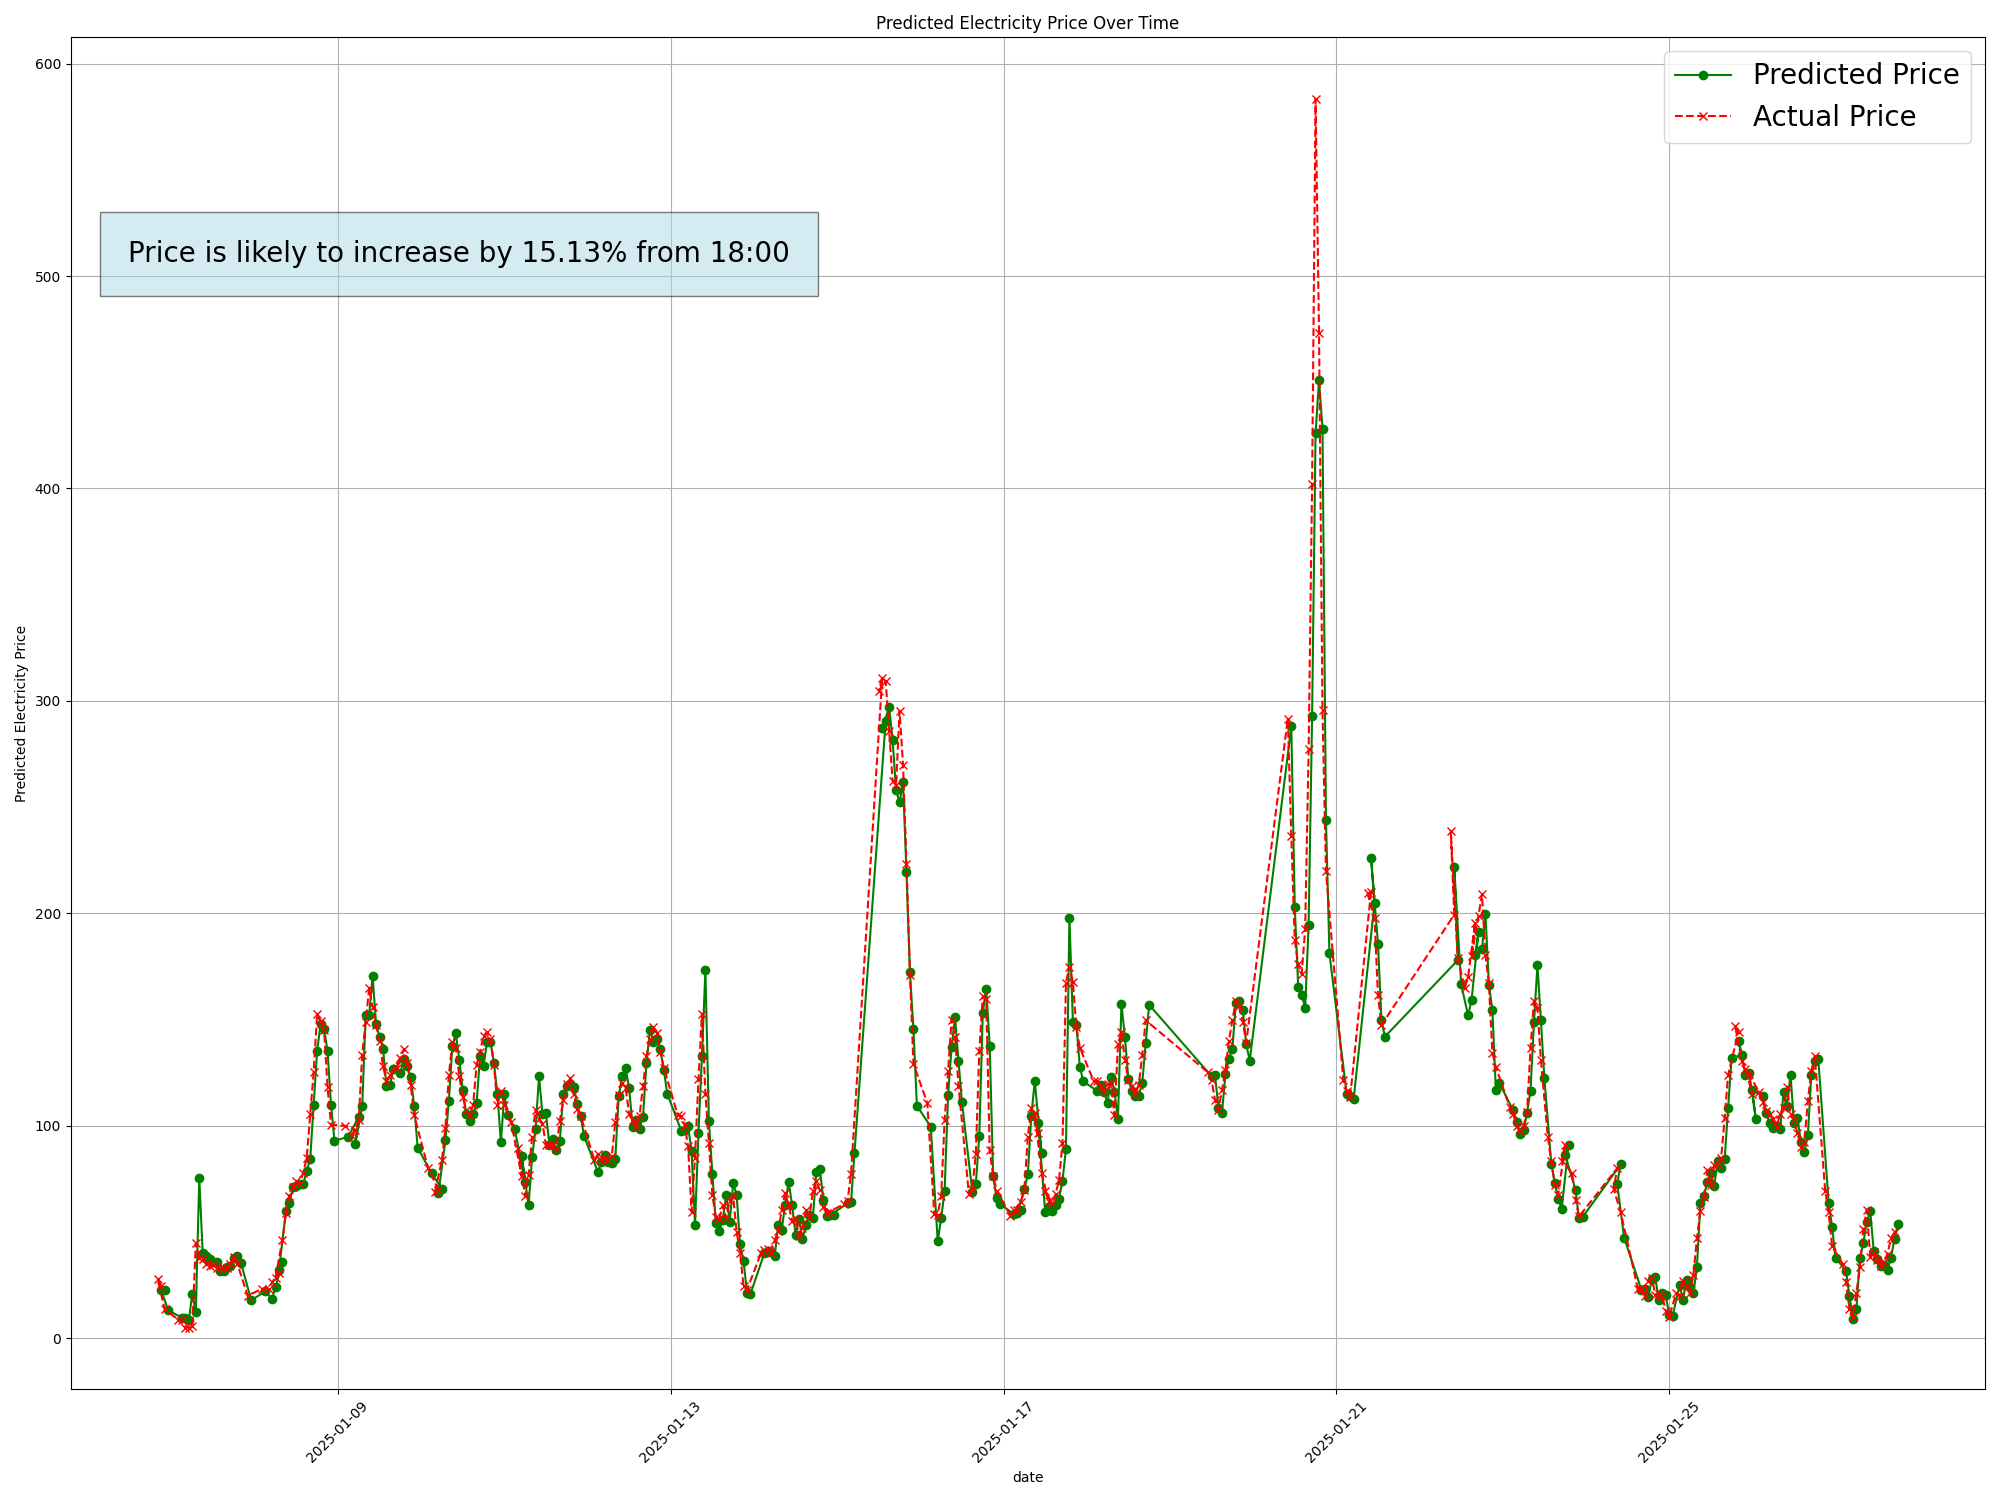 Predicted Electricity Price Over Time
Predicted Price
Actual Price
Price is likely to increase by 15.13% from 18:00
Predicted Electricity Price
600
500
400
300
200
100
0
2025-01-09
2025-01-13
2025-01-17
2025-01-21
2025-01-25
date